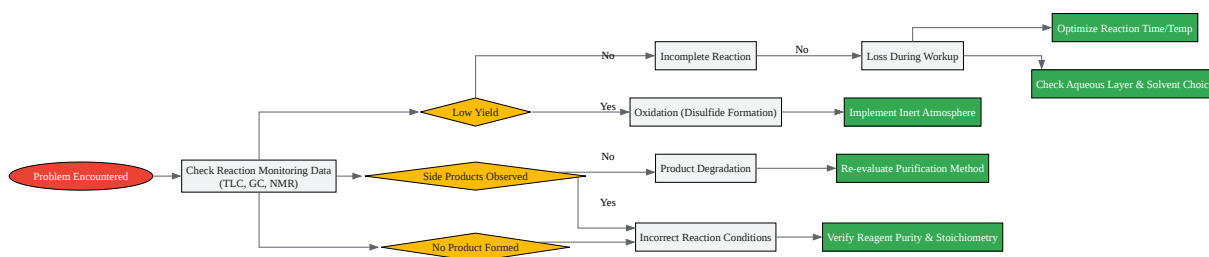 Optimize Reaction Time/Temp
No
No
Incomplete Reaction
Loss During Workup
Check Aqueous Layer & Solvent Choic
Low Yield
Yes
Oxidation (Disulfide Formation)
Implement Inert Atmosphere
Problem Encountered
Check Reaction Monitoring Data
(TLC, GC, NMR)
Side Products Observed
No
Product Degradation
Re-evaluate Purification Method
Yes
No Product Formed
Incorrect Reaction Conditions
Verify Reagent Purity & Stoichiometry